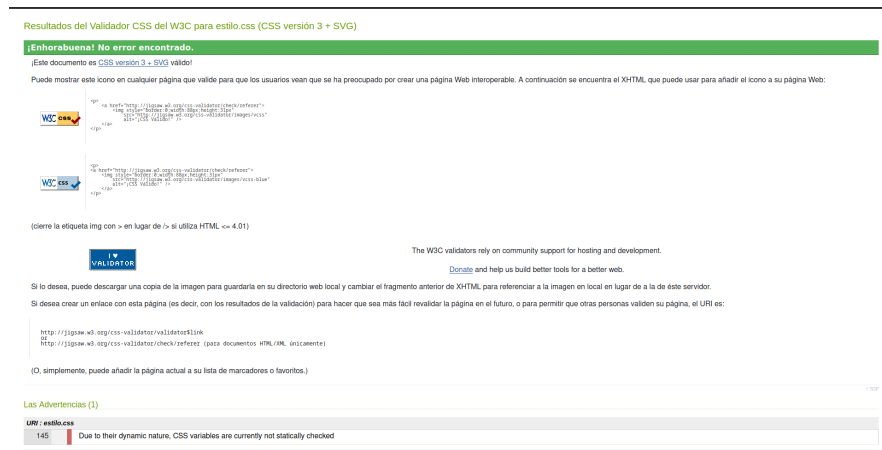 Resultados del Validador CSS del W3C para estilo.css (CSS versión 3 + SVG)
¡Enhorabuena! No error encontrado.
¡Este documento es CSS versión 3 + SVG válido!
Puede mostrar este icono en cualquier página que valide para que los usuarios vean que se ha preocupado por crear una página Web interoperable. A continuación se encuentra el XHTML que puede usar para añadir el icono a su página Web:
W3C css
<p>
<a href="http://jigsaw.w3.org/css-validator/check/referer">
<img style="border:0;width:88px;height:31px"
src="http://jigsaw.w3.org/css-validator/images/vcss"
alt="¡CSS Válido!" />
</a>
</p>
W3C css
<p>
<a href="http://jigsaw.w3.org/css-validator/check/referer">
<img style="border:0;width:88px;height:31px"
src="http://jigsaw.w3.org/css-validator/images/vcss-blue"
alt="¡CSS Válido!" />
</a>
</p>
(cierre la etiqueta img con > en lugar de /> si utiliza HTML <= 4.01)
I ♥
VALIDATOR
The W3C validators rely on community support for hosting and development.
Donate and help us build better tools for a better web.
Si lo desea, puede descargar una copia de la imagen para guardarla en su directorio web local y cambiar el fragmento anterior de XHTML para referenciar a la imagen en local en lugar de a la de éste servidor.
Si desea crear un enlace con esta página (es decir, con los resultados de la validación) para hacer que sea más fácil revalidar la página en el futuro, o para permitir que otras personas validen su página, el URI es:
http://jigsaw.w3.org/css-validator/validator$link
or
http://jigsaw.w3.org/css-validator/check/referer (para documentos HTML/XML únicamente)
(O, simplemente, puede añadir la página actual a su lista de marcadores o favoritos.)
↑ TOP
Las Advertencias (1)
URI : estilo.css
145 Due to their dynamic nature, CSS variables are currently not statically checked